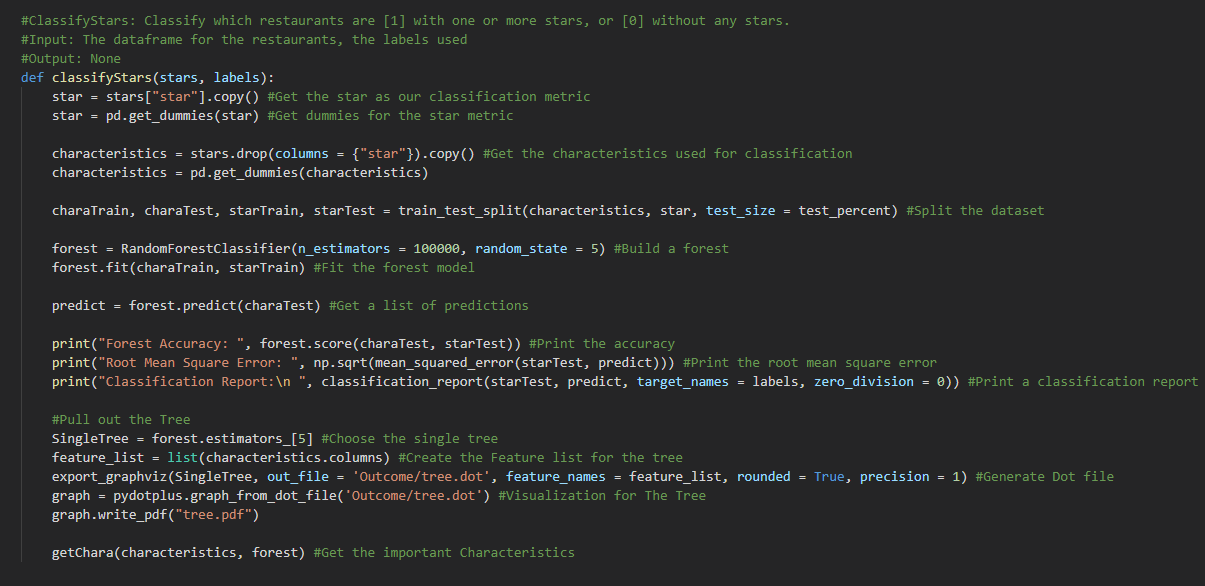 #ClassifyStars: Classify which restaurants are [1] with one or more stars, or [0] without any stars.
#Input: The dataframe for the restaurants, the labels used
#Output: None
def classifyStars(stars, labels):
    star = stars["star"].copy() #Get the star as our classification metric
    star = pd.get_dummies(star) #Get dummies for the star metric

    characteristics = stars.drop(columns = {"star"}).copy() #Get the characteristics used for classification
    characteristics = pd.get_dummies(characteristics)

    charaTrain, charaTest, starTrain, starTest = train_test_split(characteristics, star, test_size = test_percent) #Split the dataset

    forest = RandomForestClassifier(n_estimators = 100000, random_state = 5) #Build a forest
    forest.fit(charaTrain, starTrain) #Fit the forest model

    predict = forest.predict(charaTest) #Get a list of predictions

    print("Forest Accuracy: ", forest.score(charaTest, starTest)) #Print the accuracy
    print("Root Mean Square Error: ", np.sqrt(mean_squared_error(starTest, predict))) #Print the root mean square error
    print("Classification Report:\n ", classification_report(starTest, predict, target_names = labels, zero_division = 0)) #Print a classification report

    #Pull out the Tree
    SingleTree = forest.estimators_[5] #Choose the single tree
    feature_list = list(characteristics.columns) #Create the Feature list for the tree
    export_graphviz(SingleTree, out_file = 'Outcome/tree.dot', feature_names = feature_list, rounded = True, precision = 1) #Generate Dot file
    graph = pydotplus.graph_from_dot_file('Outcome/tree.dot') #Visualization for The Tree
    graph.write_pdf("tree.pdf")

    getChara(characteristics, forest) #Get the important Characteristics